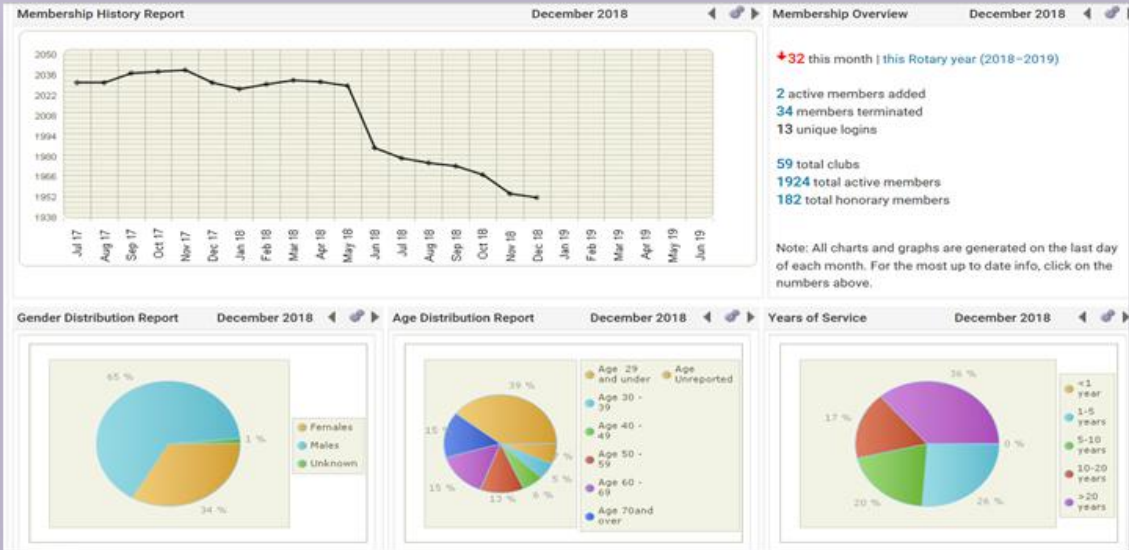 Membership History Report December 2018
2050
2036
2022
2008
1994
1980
1966
1952
1938
Jul 17
Aug 17
Sep 17
Oct 17
Nov 17
Dec 17
Jan 18
Feb 18
Mar 18
Apr 18
May 18
Jun 18
Jul 18
Aug 18
Sep 18
Oct 18
Nov 18
Dec 18
Jan 19
Feb 19
Mar 19
Apr 19
May 19
Jun 19
Membership Overview December 2018
32 this month | this Rotary year (2018-2019)
2 active members added
34 members terminated
13 unique logins
59 total clubs
1924 total active members
182 total honorary members
Note: All charts and graphs are generated on the last day
of each month. For the most up to date info, click on the
numbers above.
Gender Distribution Report December 2018
65 %
1 %
34 %
Females
Males
Unknown
Age Distribution Report December 2018
39 %
15
15 %
13 %
6 %
5 %
%
Age 29
and under
Age 30 -
39
Age 40 -
49
Age 50 -
59
Age 60 -
69
Age 70and
over
Age
Unreported
Years of Service December 2018
36 %
17 %
0 %
20 %
26 %
<1
year
1-5
years
5-10
years
10-20
years
>20
years